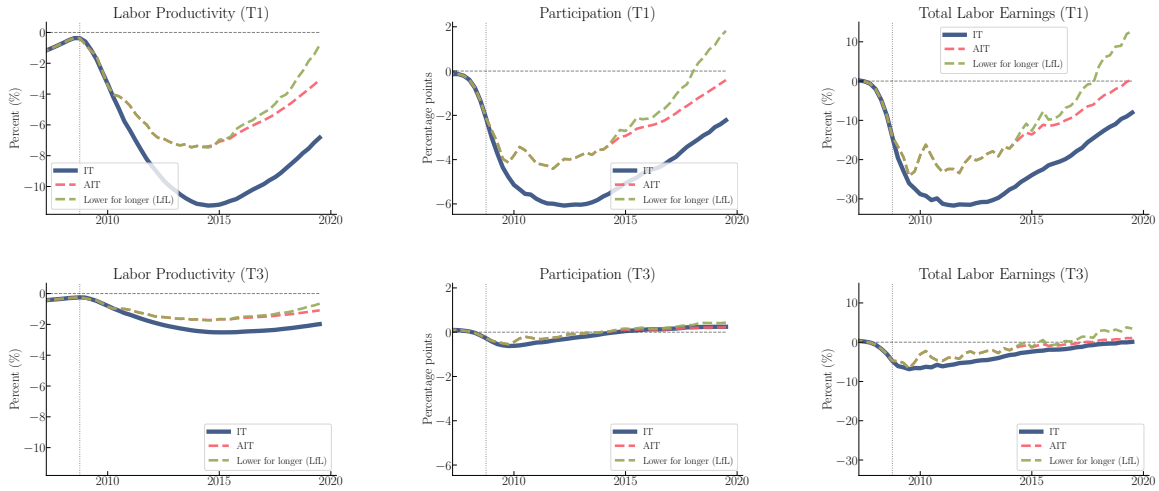 Labor Productivity (T1)
Percent (%)
0
−2
−4
−6
−8
−10
IT
AIT
Lower for longer (LfL)
2010
2015
2020
Participation (T1)
Percentage points
2
0
−2
−4
−6
IT
AIT
Lower for longer (LfL)
2010
2015
2020
Total Labor Earnings (T1)
Percent (%)
10
0
−10
−20
−30
IT
AIT
Lower for longer (LfL)
2010
2015
2020
Labor Productivity (T3)
Percent (%)
0
−2
−4
−6
−8
−10
IT
AIT
Lower for longer (LfL)
2010
2015
2020
Participation (T3)
Percentage points
2
0
−2
−4
−6
IT
AIT
Lower for longer (LfL)
2010
2015
2020
Total Labor Earnings (T3)
Percent (%)
10
0
−10
−20
−30
IT
AIT
Lower for longer (LfL)
2010
2015
2020